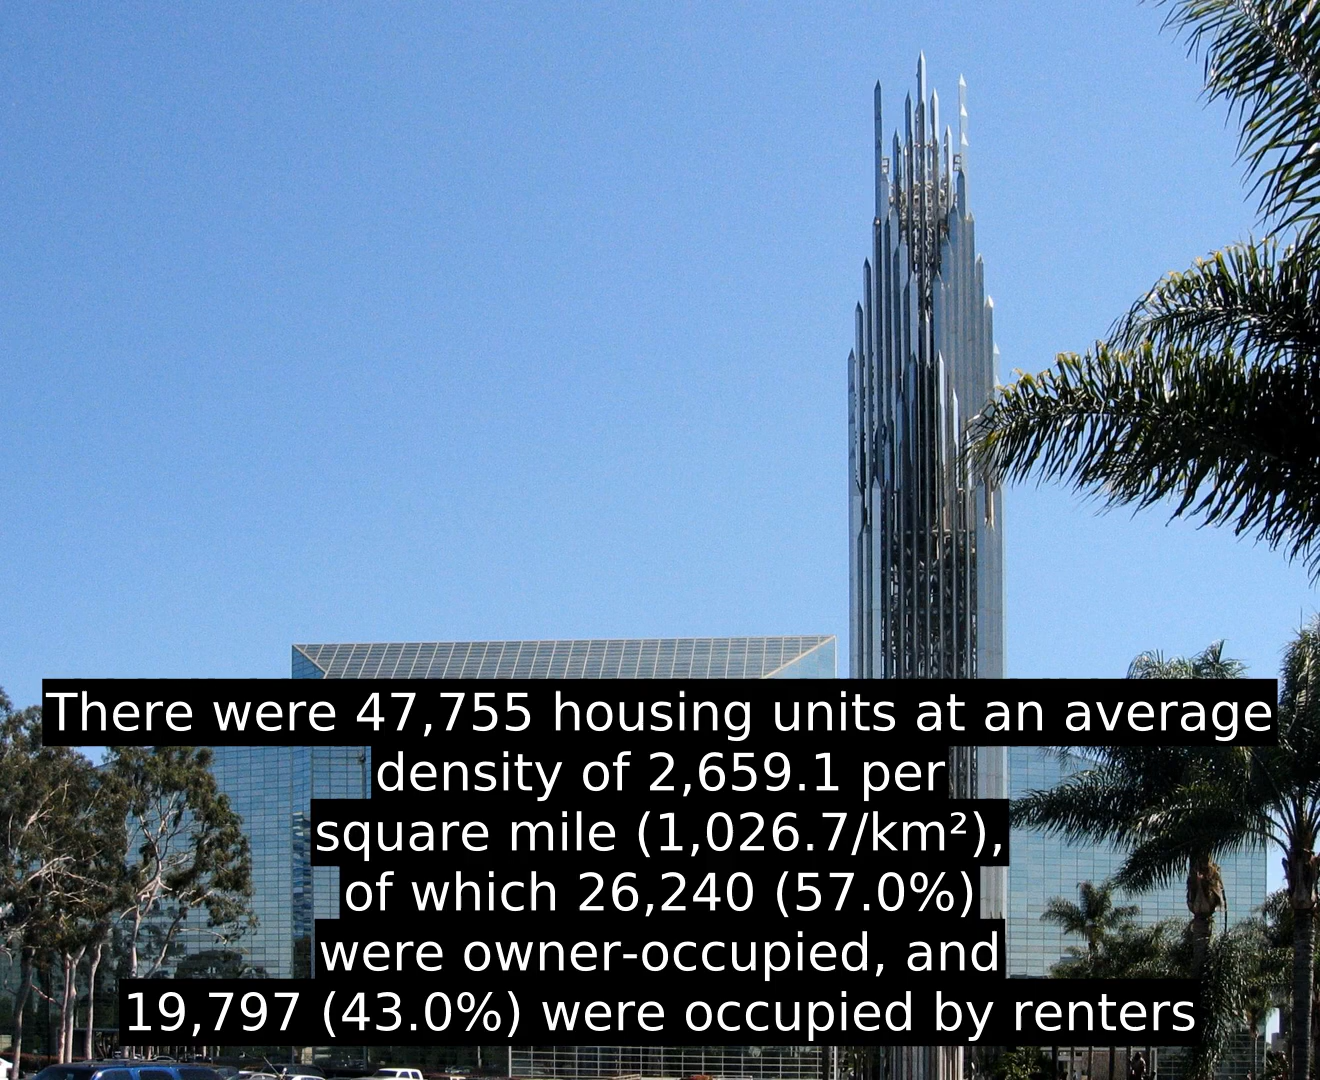 There were 47,755 housing units at an average
density of 2,659.1 per
square mile (1,026.7/km²),
of which 26,240 (57.0%)
were owner-occupied, and
19,797 (43.0%) were occupied by renters